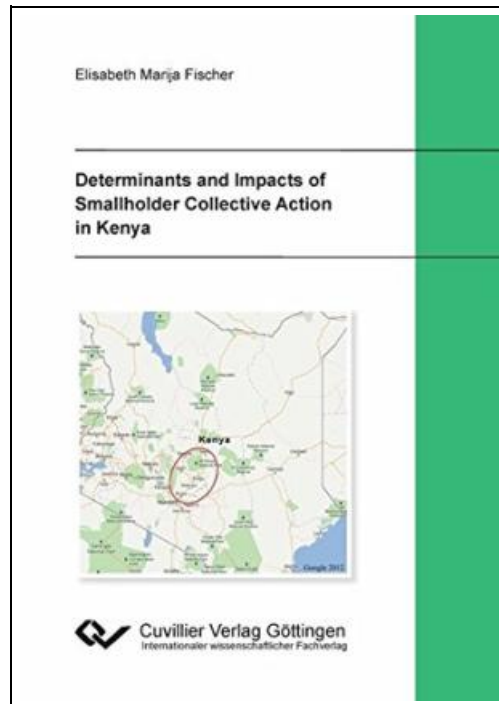 Elisabeth Marija Fischer
Determinants and Impacts of
Smallholder Collective Action
in Kenya
Kenya
Google 2012
Cuvillier Verlag Göttingen
Internationaler wissenschaftlicher Fachverlag